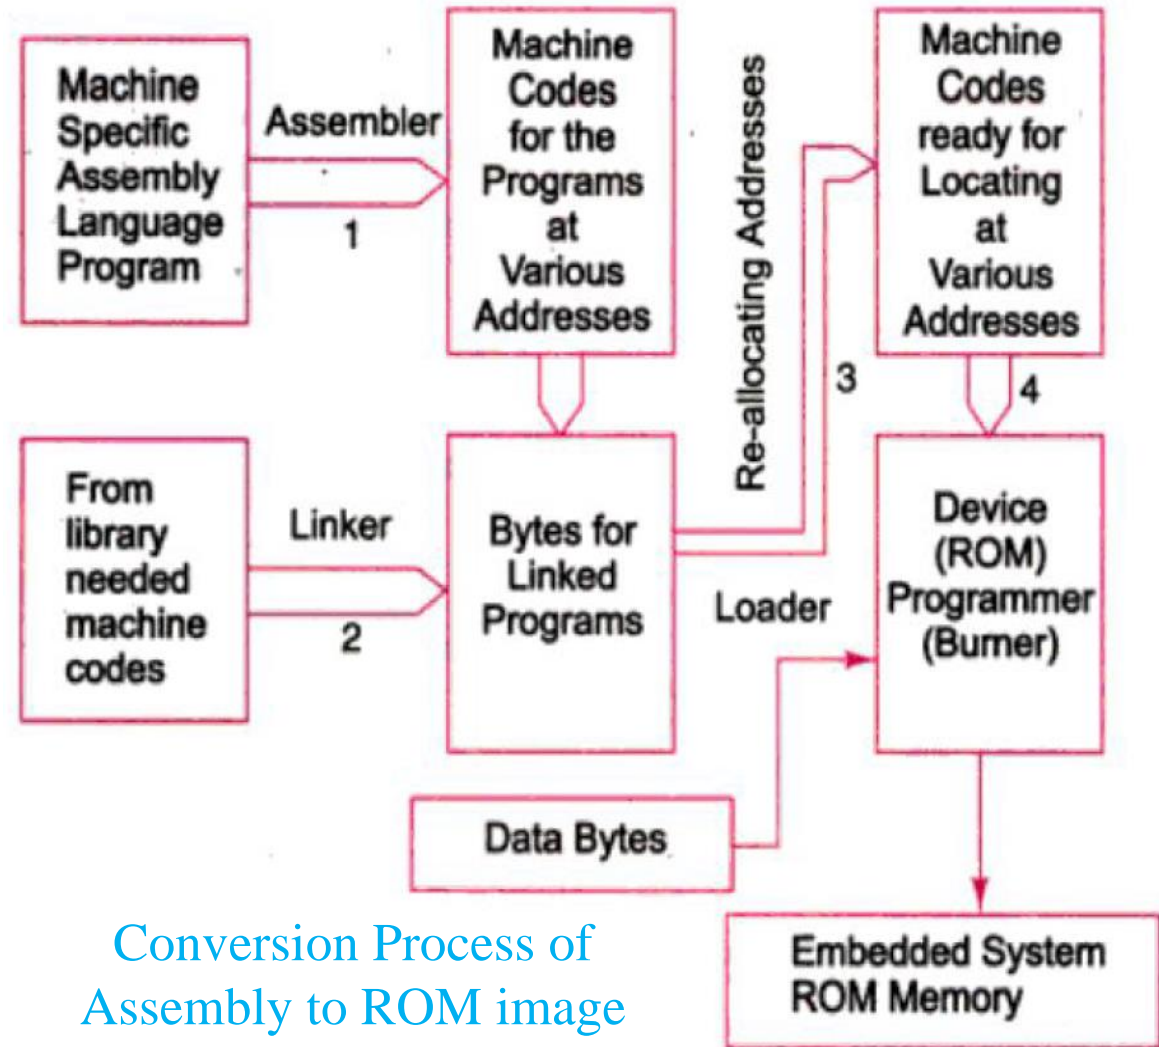 Machine
Specific
Assembly
Language
Program
Assembler
1
Machine
Codes
for the
Programs
at
Various
Addresses
Re-allocating Addresses
3
Machine
Codes
ready for
Locating
at
Various
Addresses
4
From
library
needed
machine
codes
Linker
2
Bytes for
Linked
Programs
Loader
Device
(ROM)
Programmer
(Burner)
Data Bytes
Embedded System
ROM Memory
Conversion Process of
Assembly to ROM image